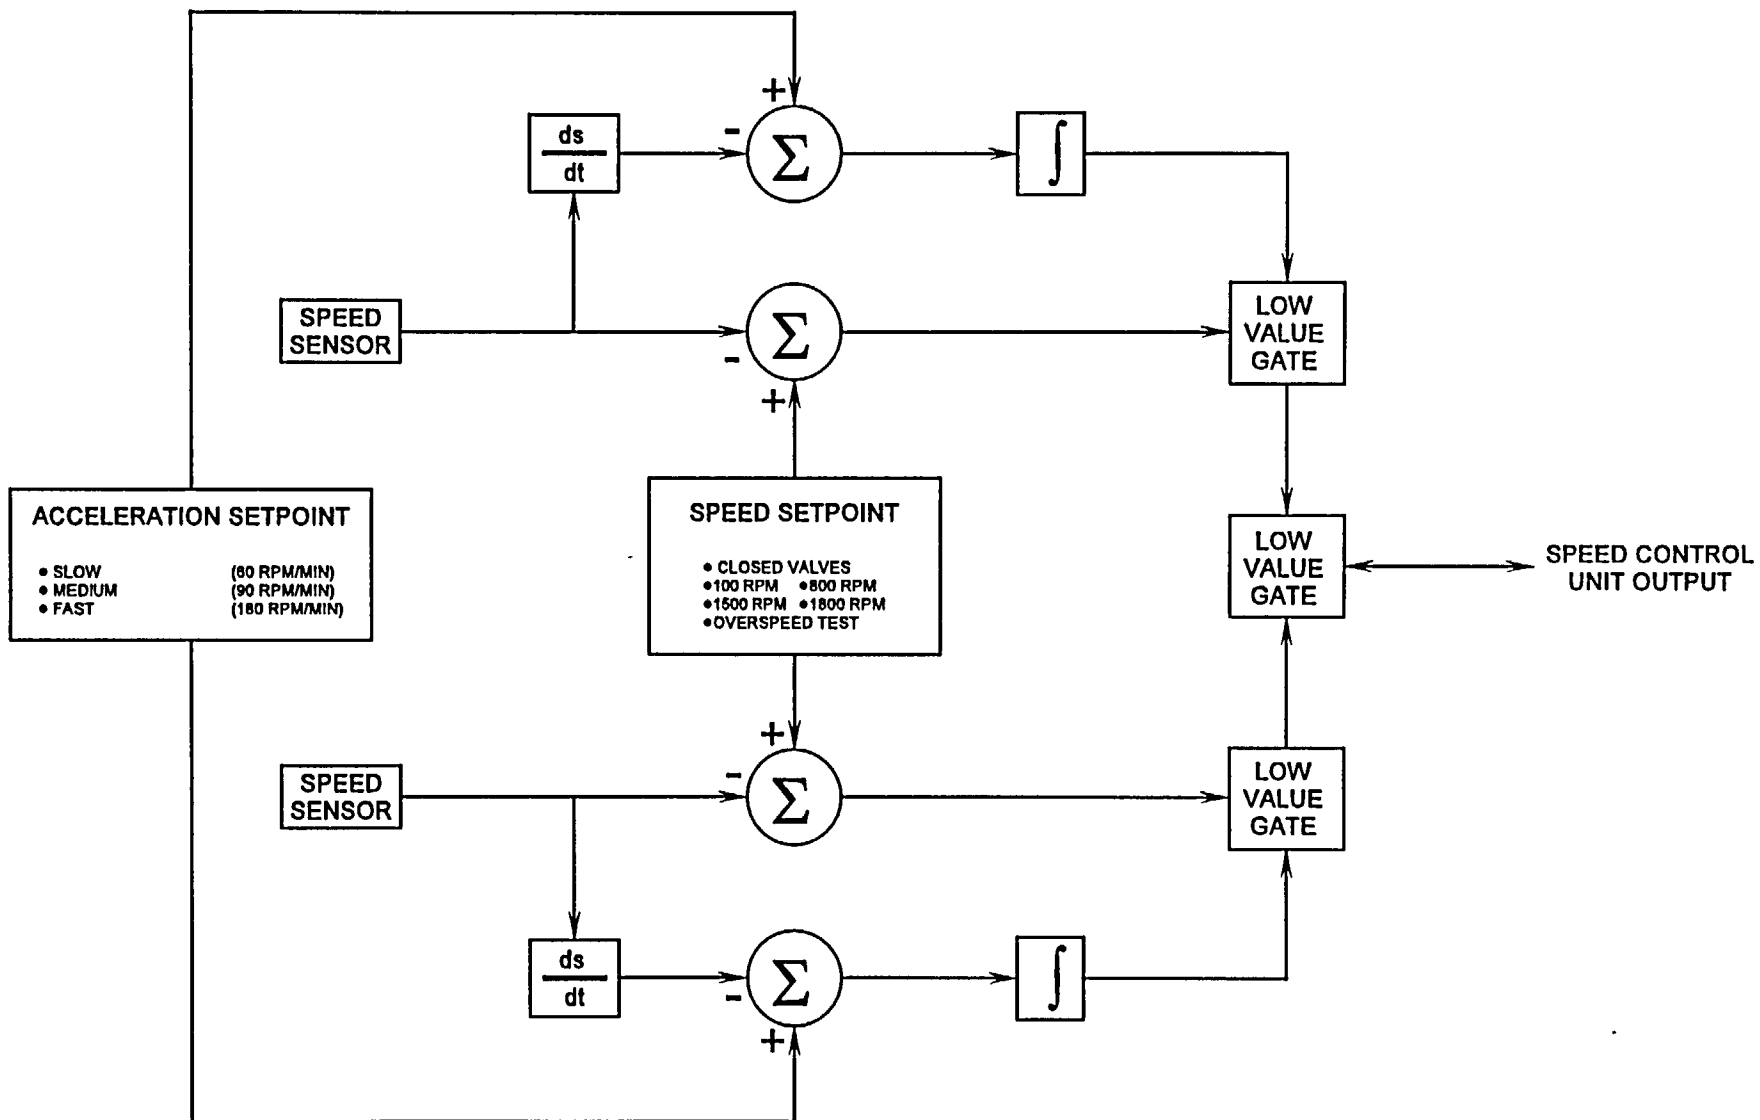 +
-
ds
dt
Σ
∫
SPEED
SENSOR
-
Σ
+
LOW
VALUE
GATE
ACCELERATION SETPOINT
• SLOW (60 RPM/MIN)
• MEDIUM (90 RPM/MIN)
• FAST (180 RPM/MIN)
SPEED SETPOINT
• CLOSED VALVES
•100 RPM •800 RPM
•1500 RPM •1800 RPM
•OVERSPEED TEST
LOW
VALUE
GATE
SPEED CONTROL
UNIT OUTPUT
+
-
SPEED
SENSOR
Σ
LOW
VALUE
GATE
ds
dt
-
Σ
+
∫